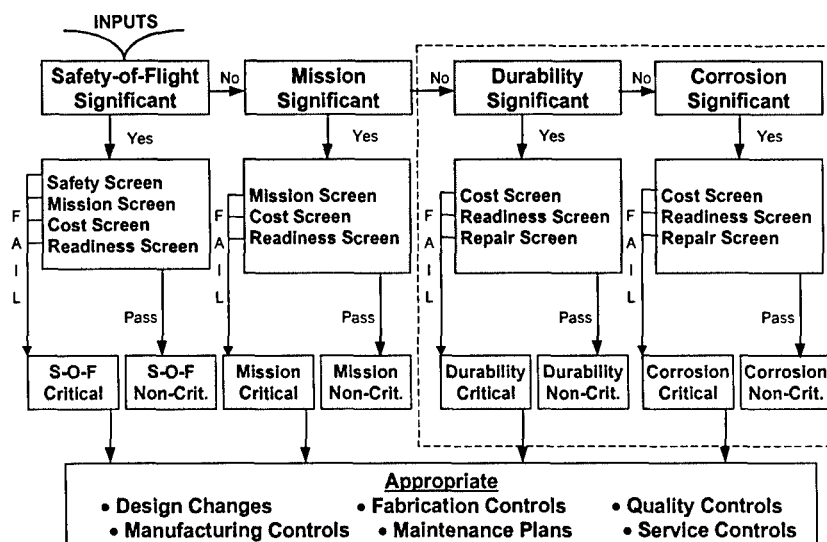 INPUTS
Safety-of-Flight
Significant
No
Mission
Significant
No
Durability
Significant
No
Corrosion
Significant
Yes
Yes
Yes
Yes
Safety Screen
Mission Screen
Cost Screen
Readiness Screen
F
A
I
L
Mission Screen
Cost Screen
Readiness Screen
F
A
I
L
Cost Screen
Readiness Screen
Repair Screen
F
A
I
L
Cost Screen
Readiness Screen
Repair Screen
F
A
I
L
Pass
Pass
Pass
Pass
S-O-F
Critical
S-O-F
Non-Crit.
Mission
Critical
Mission
Non-Crit.
Durability
Critical
Durability
Non-Crit.
Corrosion
Critical
Corrosion
Non-Crit.
Appropriate
• Design Changes • Fabrication Controls • Quality Controls
• Manufacturing Controls • Maintenance Plans • Service Controls